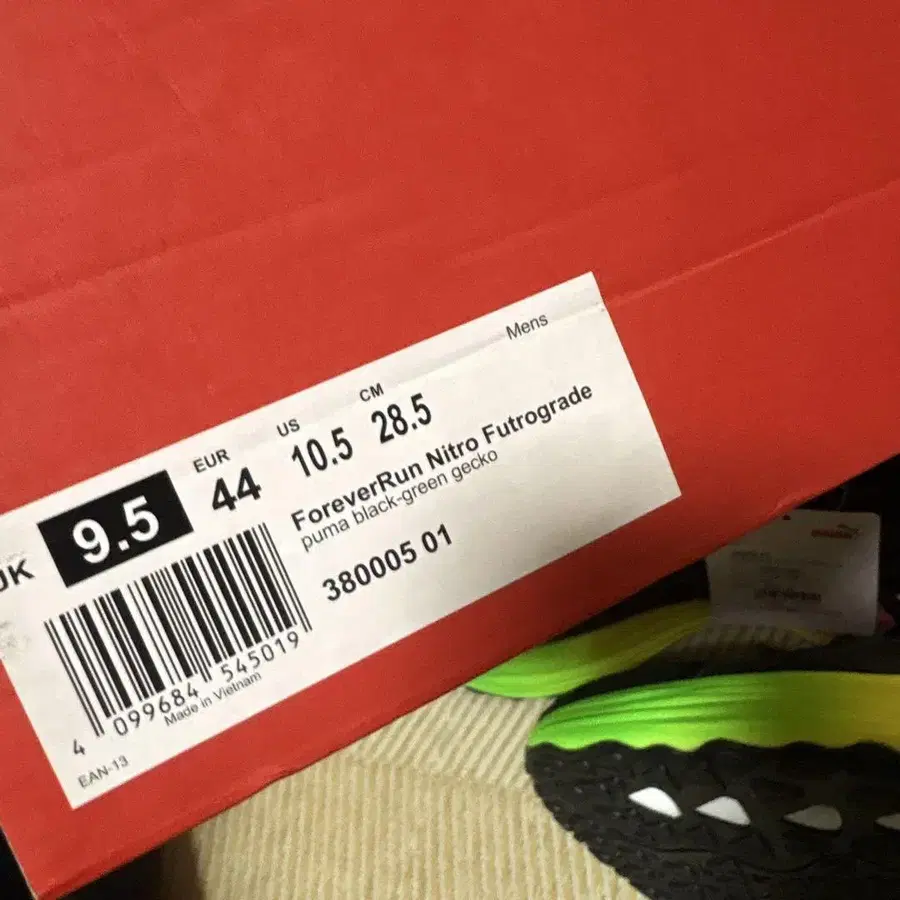 Mens
UK EUR US CM
9.5 44 10.5 28.5
ForeverRun Nitro Futrograde
puma black-green gecko
380005 01
4 099684 545019
Made in Vietnam
EAN-13